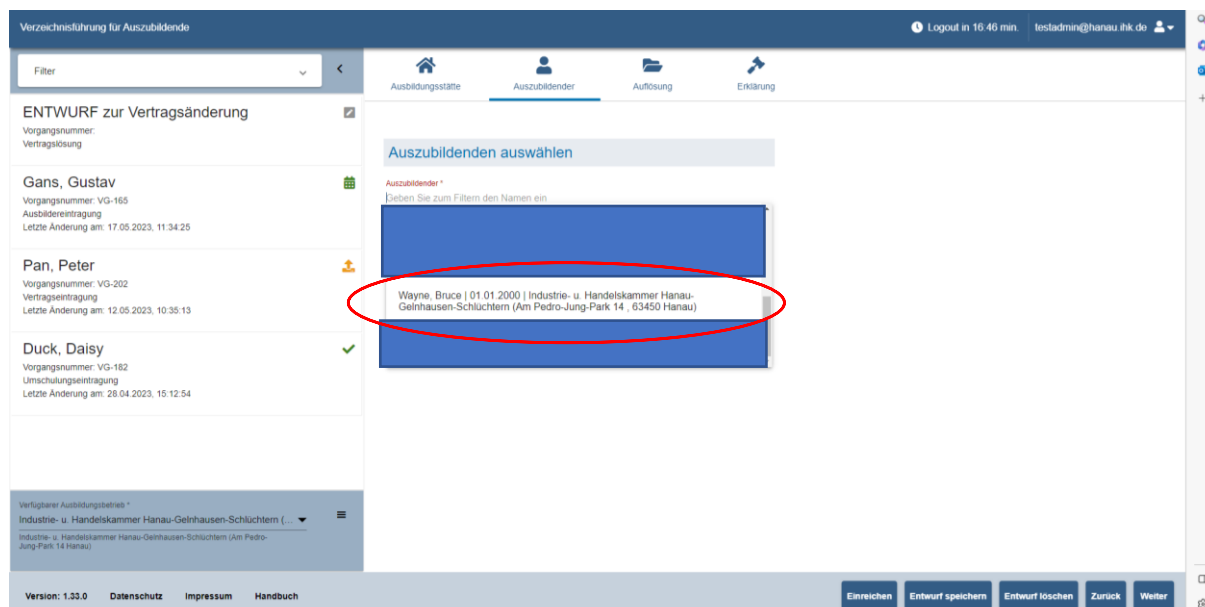 Verzeichnisführung für Auszubildende
Logout in 16:46 min.
testadmin@hanau.ihk.de
Filter
Ausbildungsstätte
Auszubildender
Auflösung
Erklärung
ENTWURF zur Vertragsänderung
Vorgangsnummer:
Vertragslösung
Gans, Gustav
Vorgangsnummer: VG-165
Ausbildereintragung
Letzte Änderung am: 17.05.2023, 11:34:25
Pan, Peter
Vorgangsnummer: VG-202
Vertragseintragung
Letzte Änderung am: 12.05.2023, 10:35:13
Duck, Daisy
Vorgangsnummer: VG-182
Umschulungseintragung
Letzte Änderung am: 28.04.2023, 15:12:54
Auszubildenden auswählen
Auszubildender *
Geben Sie zum Filtern den Namen ein
Wayne, Bruce | 01.01.2000 | Industrie- u. Handelskammer Hanau-
Gelnhausen-Schlüchtern (Am Pedro-Jung-Park 14 , 63450 Hanau)
Verfügbarer Ausbildungsbetrieb *
Industrie- u. Handelskammer Hanau-Gelnhausen-Schlüchtern (...
Industrie- u. Handelskammer Hanau-Gelnhausen-Schlüchtern (Am Pedro-
Jung-Park 14 Hanau)
Version: 1.33.0
Datenschutz
Impressum
Handbuch
Einreichen
Entwurf speichern
Entwurf löschen
Zurück
Weiter